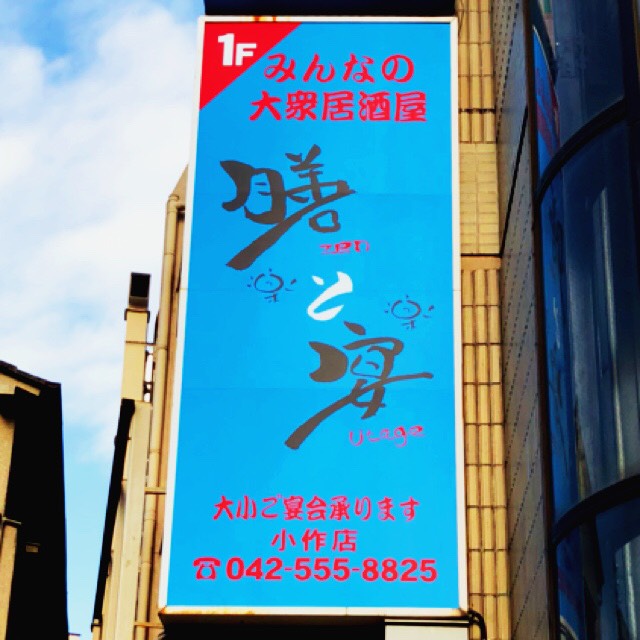 1F
みんなの
大衆居酒屋
膳
zen
と
宴
utage
大小ご宴会承ります
小作店
☎042-555-8825